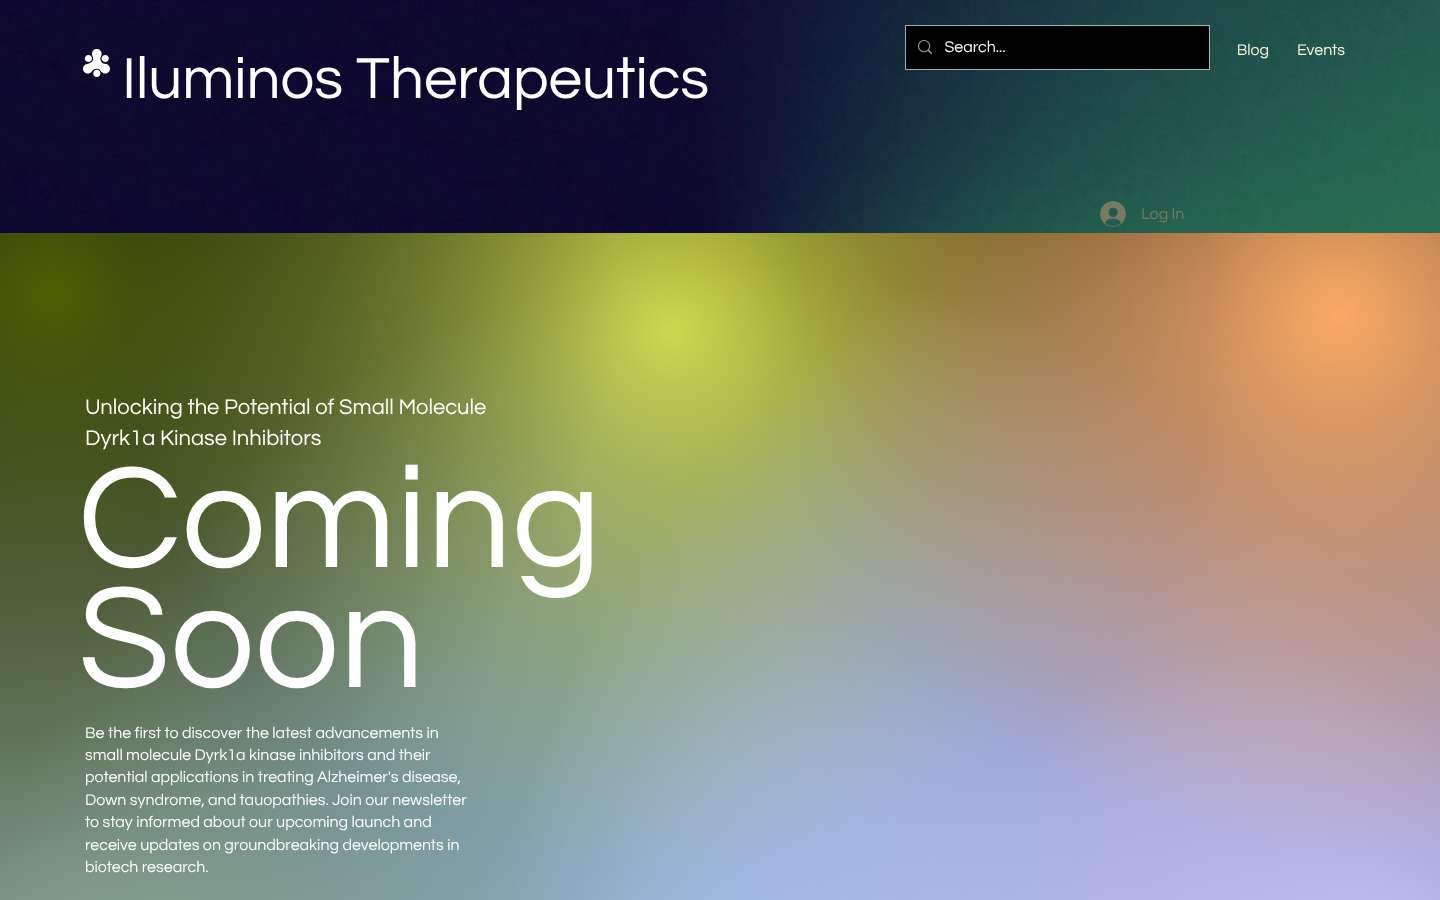 Iluminos Therapeutics
Search...
Blog
Events
Log In
Unlocking the Potential of Small Molecule
Dyrk1a Kinase Inhibitors
Coming
Soon
Be the first to discover the latest advancements in
small molecule Dyrk1a kinase inhibitors and their
potential applications in treating Alzheimer's disease,
Down syndrome, and tauopathies. Join our newsletter
to stay informed about our upcoming launch and
receive updates on groundbreaking developments in
biotech research.